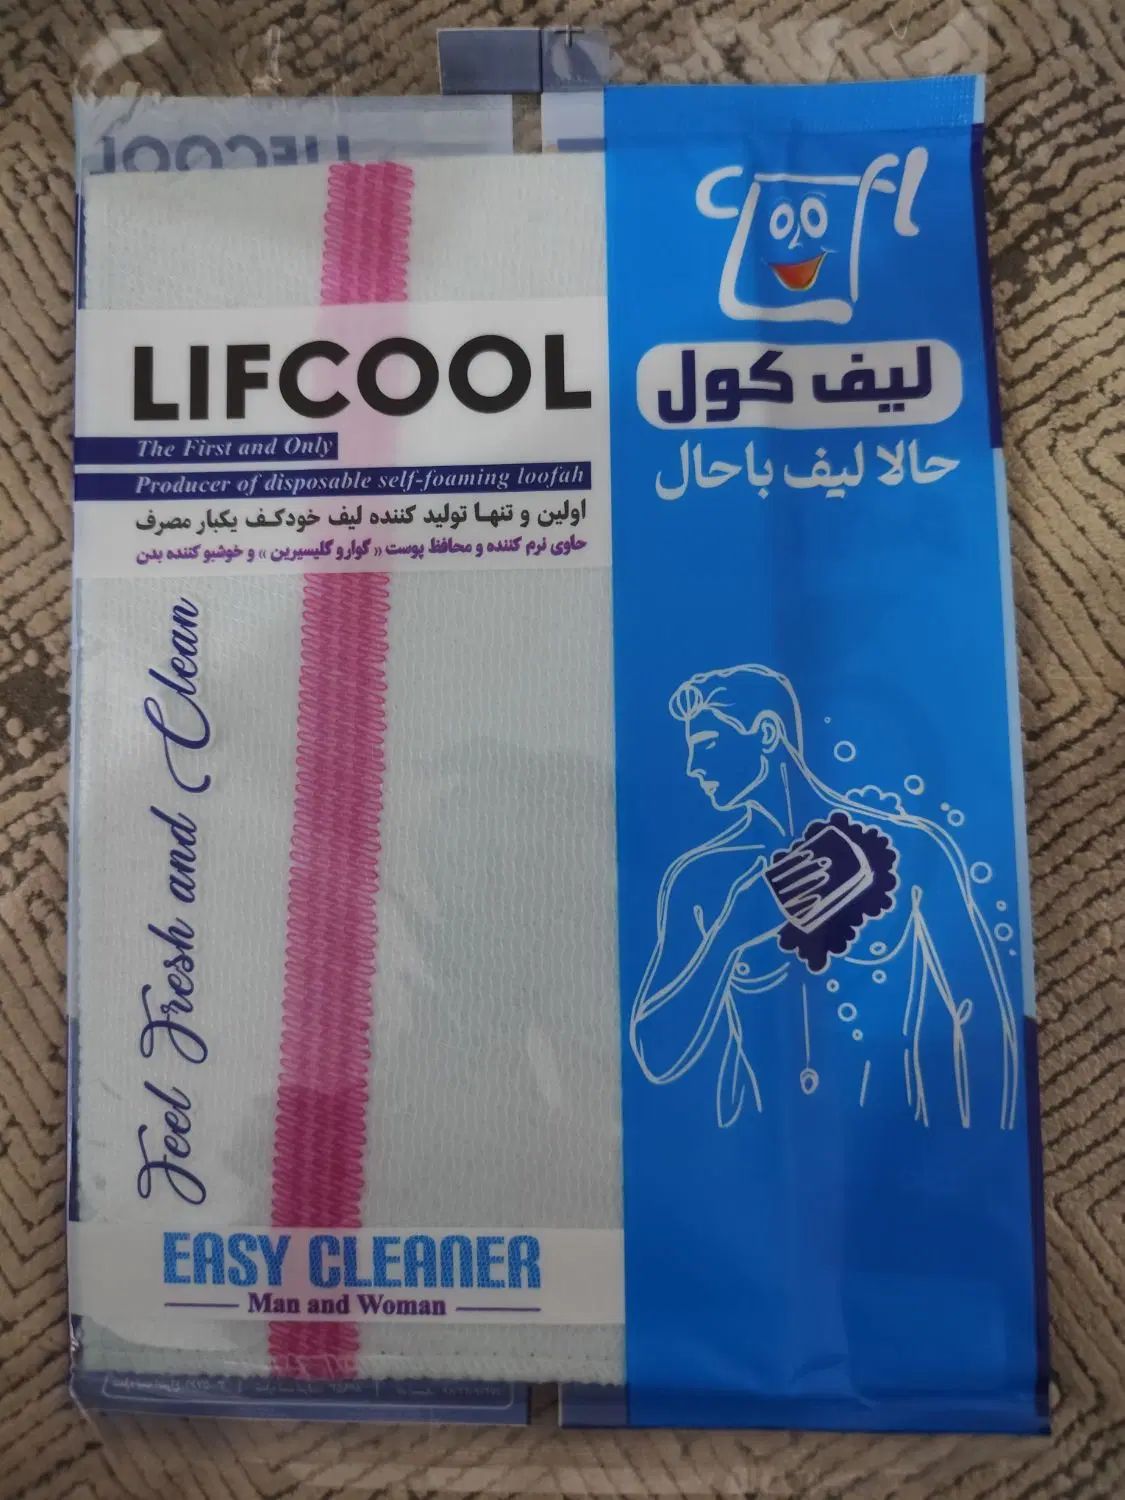 LIFCOOL
LIFCOOL
The First and Only
Producer of disposable self-foaming loofah
اولین و تنها تولید کننده لیف خودکف یکبار مصرف
حاوی نرم کننده و محافظ پوست «گوارو گلیسیرین» و خوشبو کننده بدن
Feel Fresh and Clean
EASY CLEANER
Man and Woman
لیف کول
حالا لیف باحال